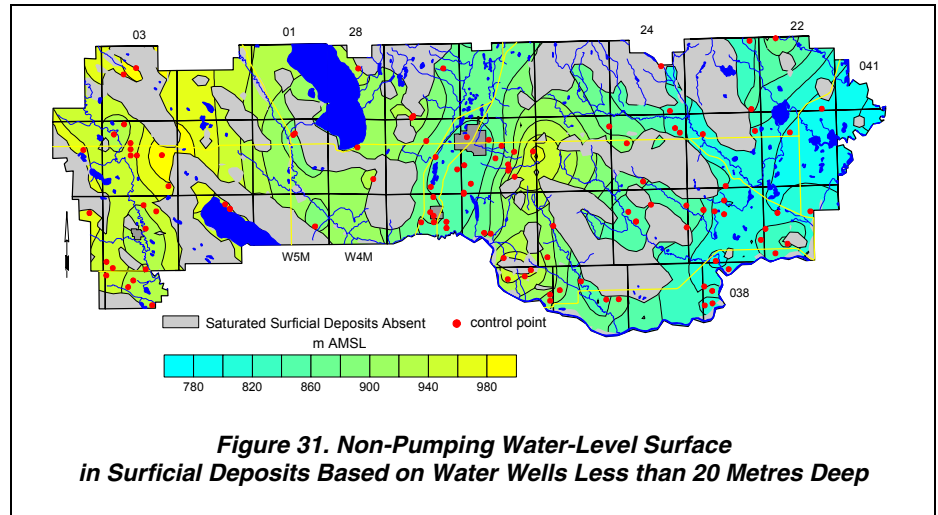 03 01 28 24 22
041
W5M W4M
038
Saturated Surficial Deposits Absent control point
m AMSL
780 820 860 900 940 980
Figure 31. Non-Pumping Water-Level Surface
in Surficial Deposits Based on Water Wells Less than 20 Metres Deep